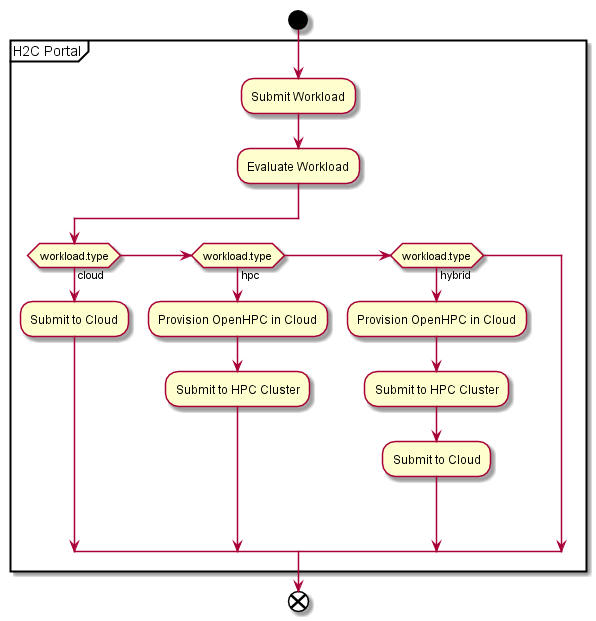 H2C Portal
Submit Workload
Evaluate Workload
workload.type
cloud
workload.type
hpc
workload.type
hybrid
Submit to Cloud
Provision OpenHPC in Cloud
Provision OpenHPC in Cloud
Submit to HPC Cluster
Submit to HPC Cluster
Submit to Cloud